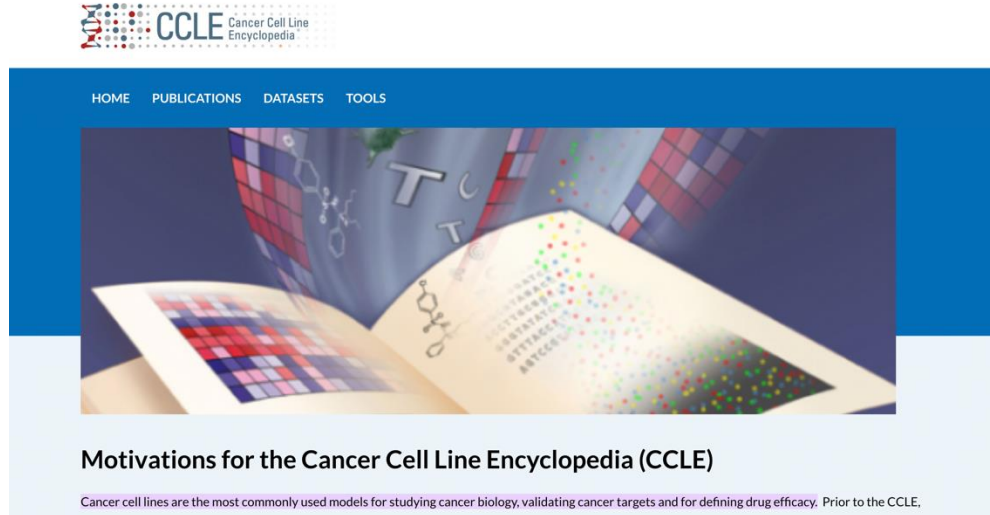 CCLE Cancer Cell Line
Encyclopedia
HOME PUBLICATIONS DATASETS TOOLS
T
C
T
Motivations for the Cancer Cell Line Encyclopedia (CCLE)
Cancer cell lines are the most commonly used models for studying cancer biology, validating cancer targets and for defining drug efficacy. Prior to the CCLE,